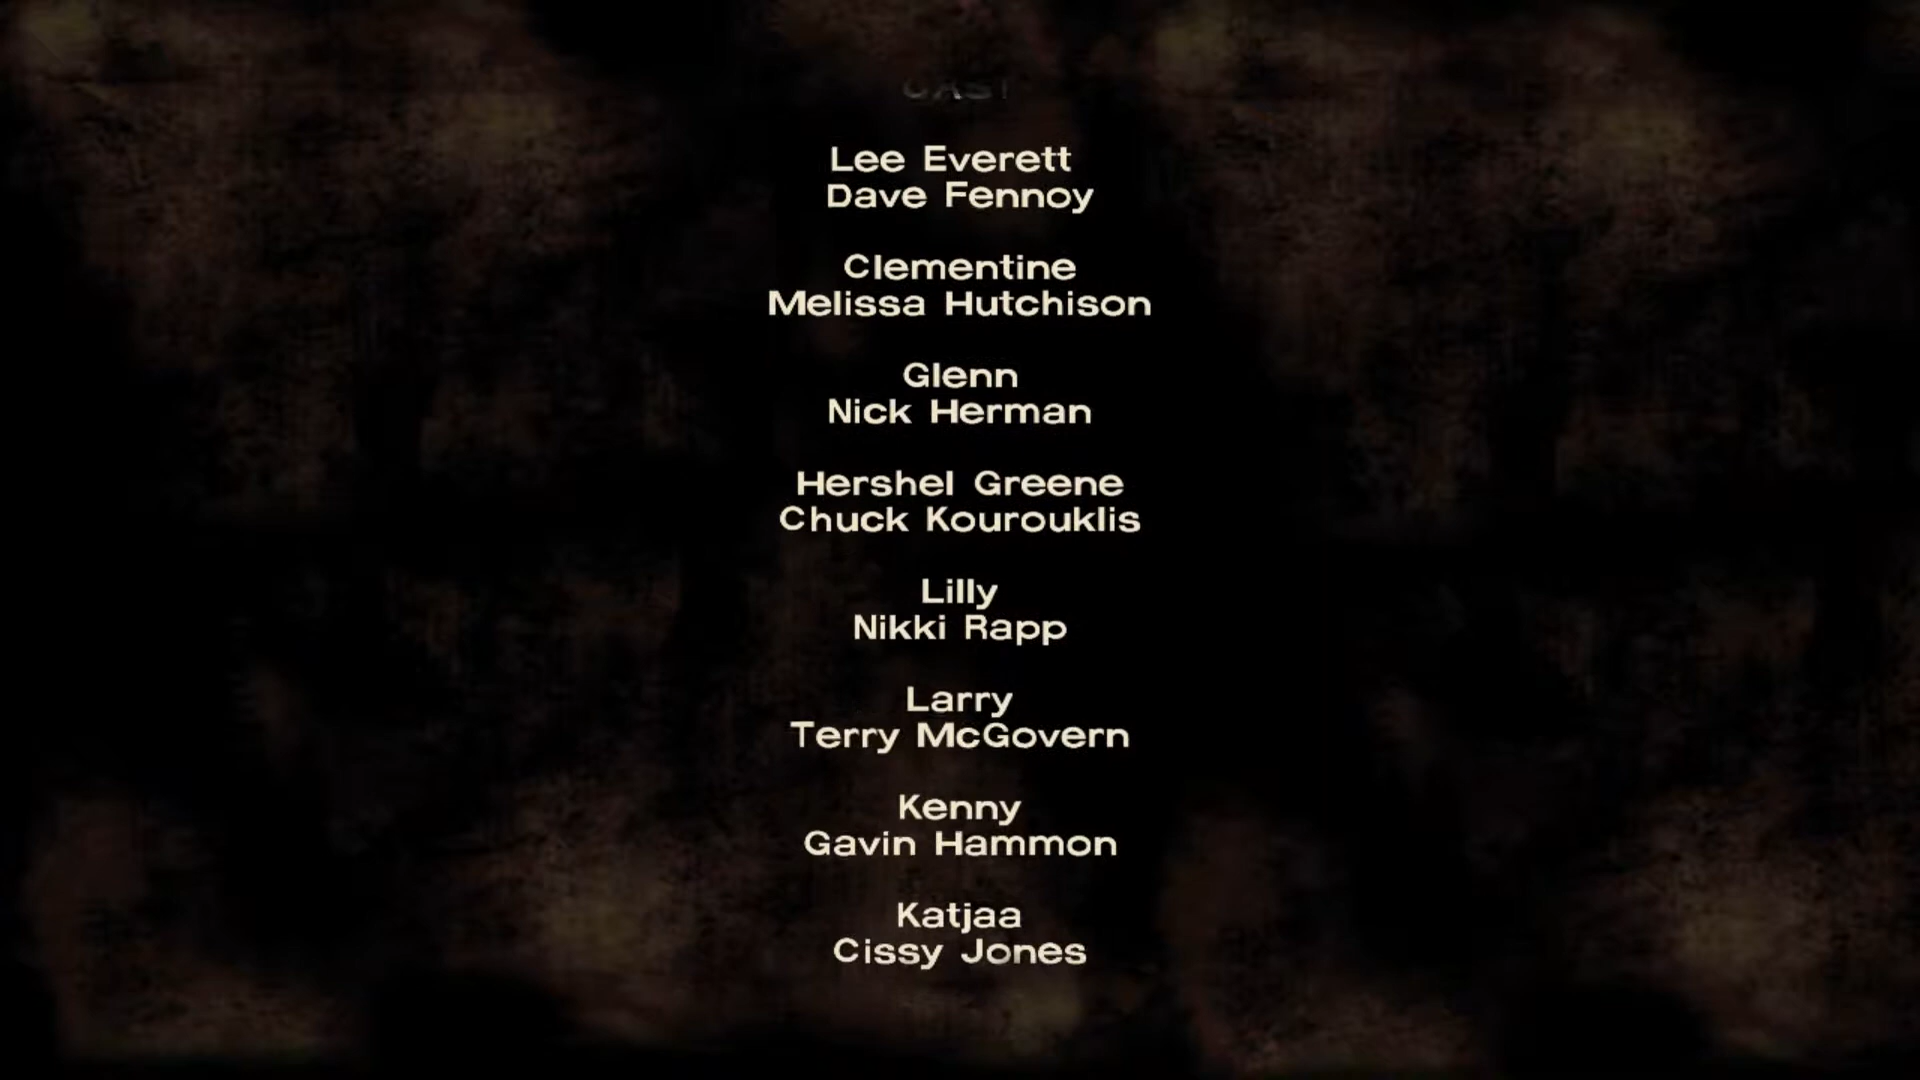 CAST
Lee Everett
Dave Fennoy
Clementine
Melissa Hutchison
Glenn
Nick Herman
Hershel Greene
Chuck Kourouklis
Lilly
Nikki Rapp
Larry
Terry McGovern
Kenny
Gavin Hammon
Katjaa
Cissy Jones